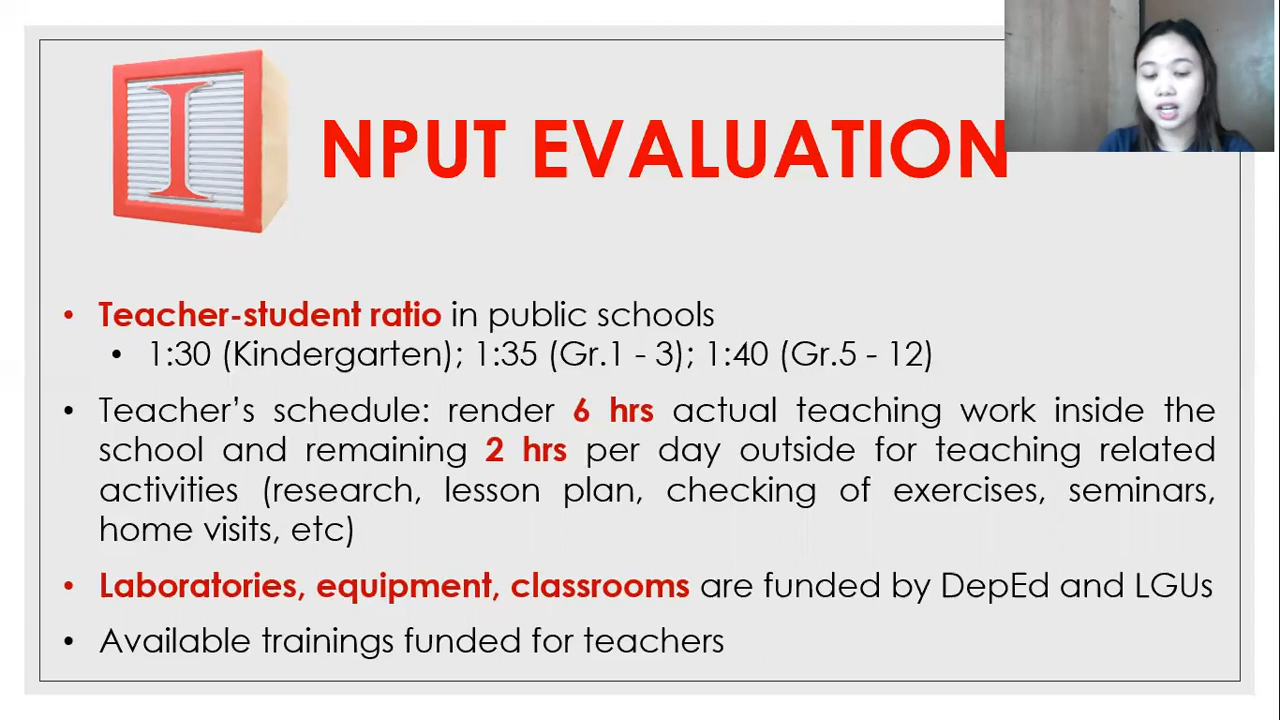 I NPUT EVALUATION
• Teacher-student ratio in public schools
• 1:30 (Kindergarten); 1:35 (Gr.1 - 3); 1:40 (Gr.5 - 12)
• Teacher's schedule: render 6 hrs actual teaching work inside the
school and remaining 2 hrs per day outside for teaching related
activities (research, lesson plan, checking of exercises, seminars,
home visits, etc)
• Laboratories, equipment, classrooms are funded by DepEd and LGUs
• Available trainings funded for teachers